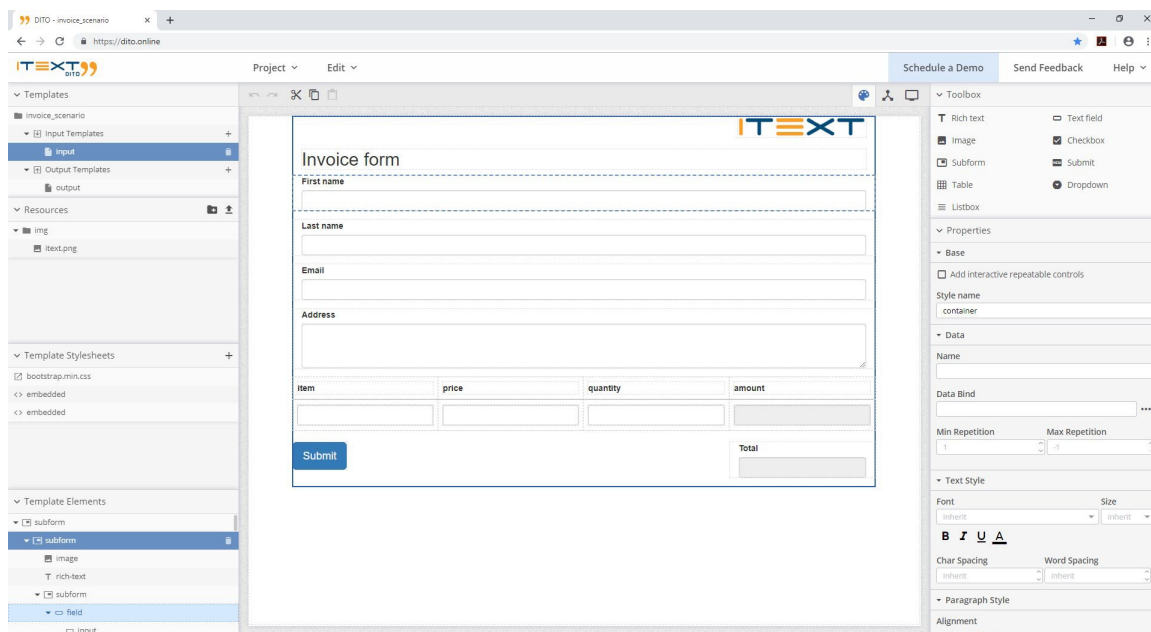 DITO - invoice_scenario
https://dito.online
ITEXT DITO
Project
Edit
Schedule a Demo
Send Feedback
Help
Templates
invoice_scenario
Input Templates
input
Output Templates
output
Resources
img
itext.png
Template Stylesheets
bootstrap.min.css
<> embedded
<> embedded
Template Elements
subform
subform
image
T rich-text
subform
field
input
ITEXT
Invoice form
First name
Last name
Email
Address
item price quantity amount
Submit
Total
Toolbox
T Rich text Text field
Image Checkbox
Subform Submit
Table Dropdown
Listbox
Properties
Base
Add interactive repeatable controls
Style name
container
Data
Name
Data Bind
Min Repetition Max Repetition
1 -1
Text Style
Font Size
Inherit Inherit
B I U A
Char Spacing Word Spacing
Inherit Inherit
Paragraph Style
Alignment